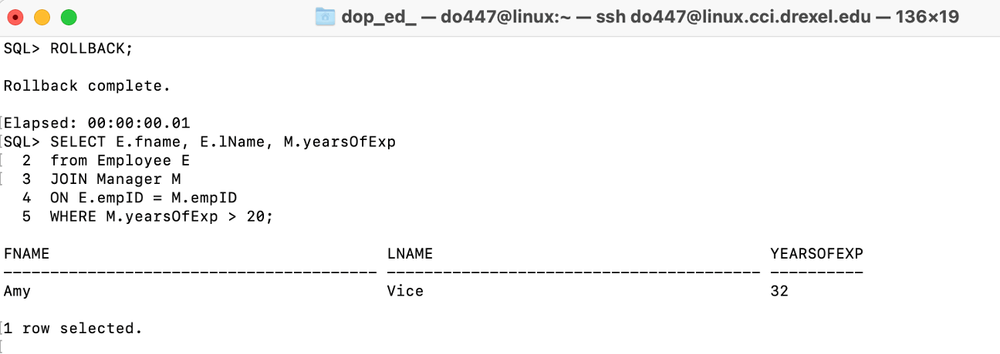 dop_ed_ — do447@linux:~ — ssh do447@linux.cci.drexel.edu — 136×19
SQL> ROLLBACK;
Rollback complete.
[Elapsed: 00:00:00.01
[SQL> SELECT E.fname, E.lName, M.yearsOfExp
[  2  from Employee E
[  3  JOIN Manager M
  4  ON E.empID = M.empID
  5  WHERE M.yearsOfExp > 20;
FNAME                                    LNAME                                    YEARSOFEXP
---------------------------------------- ---------------------------------------- ----------
Amy                                      Vice                                     32
[1 row selected.
[